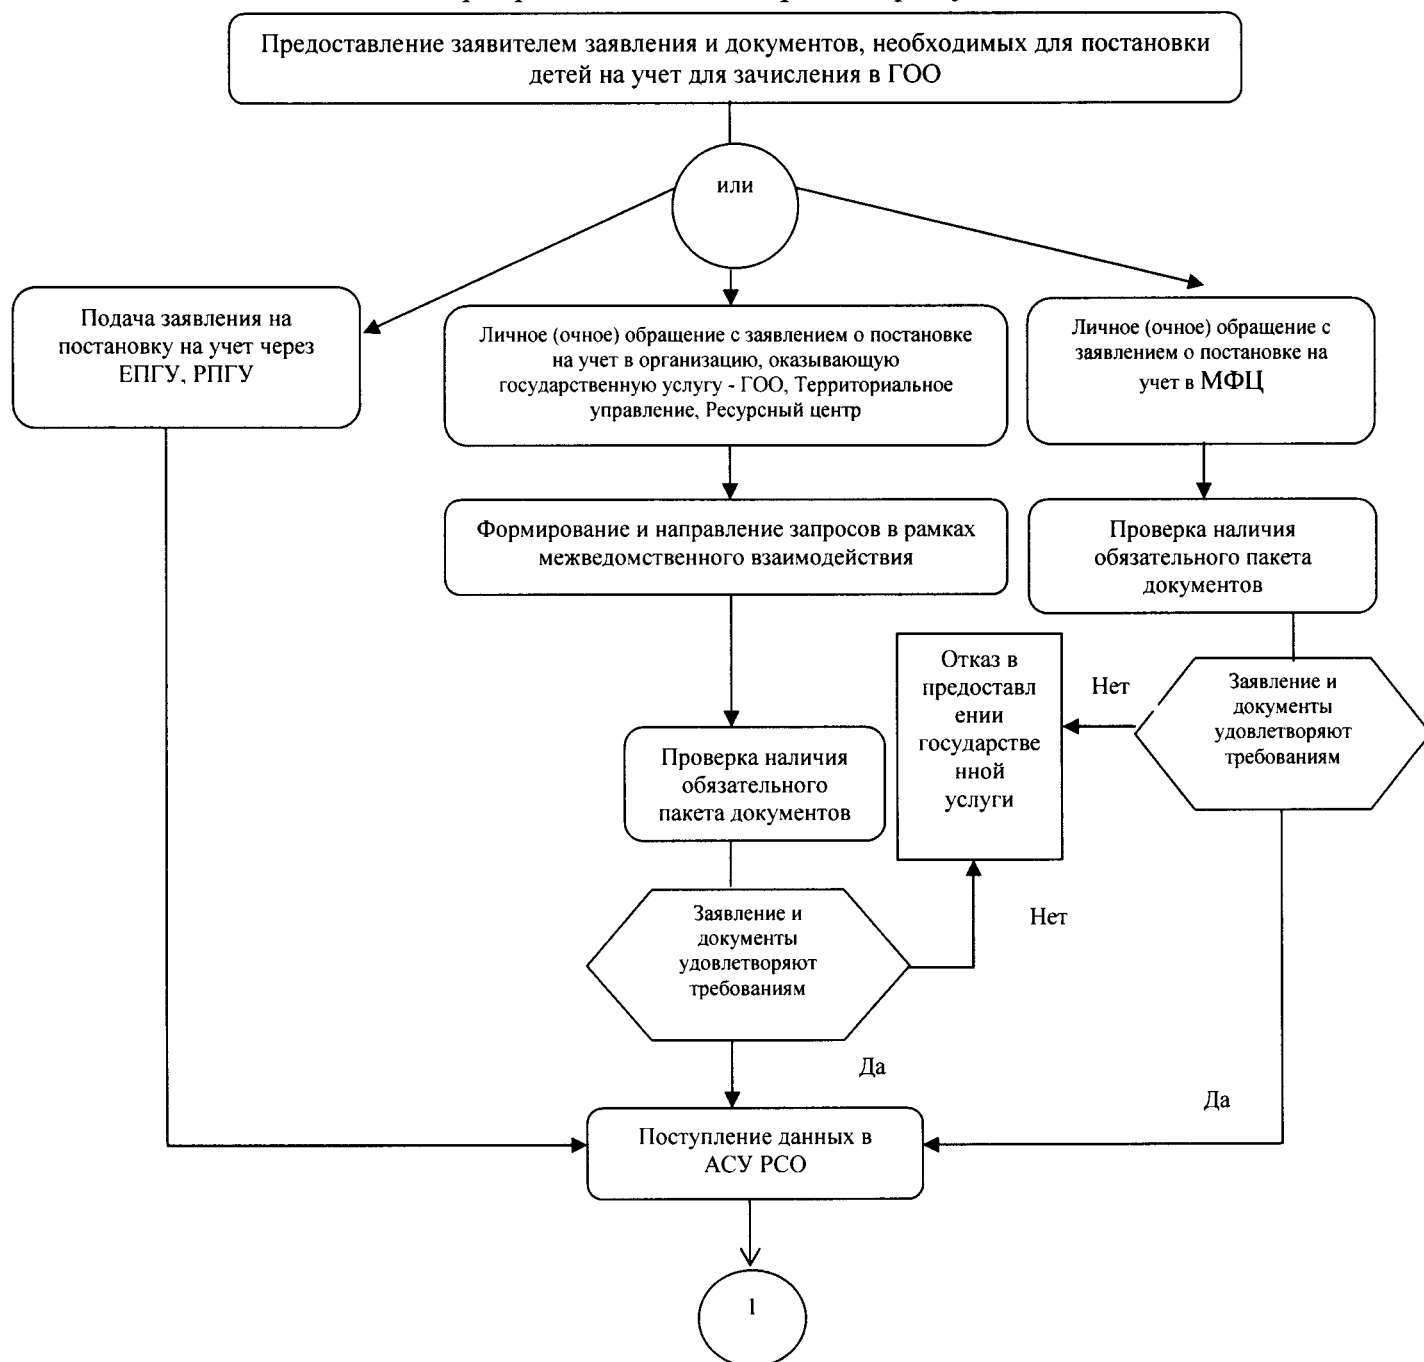 Предоставление заявителем заявления и документов, необходимых для постановки
детей на учет для зачисления в ГОО
или
Подача заявления на
постановку на учет через
ЕПГУ, РПГУ
Личное (очное) обращение с заявлением о постановке
на учет в организацию, оказывающую
государственную услугу - ГОО, Территориальное
управление, Ресурсный центр
Личное (очное) обращение с
заявлением о постановке на
учет в МФЦ
Формирование и направление запросов в рамках
межведомственного взаимодействия
Проверка наличия
обязательного пакета
документов
Отказ в
предоставл
ении
государстве
нной
услуги
Нет
Заявление и
документы
удовлетворяют
требованиям
Проверка наличия
обязательного
пакета документов
Заявление и
документы
удовлетворяют
требованиям
Нет
Да
Да
Поступление данных в
АСУ РСО
1